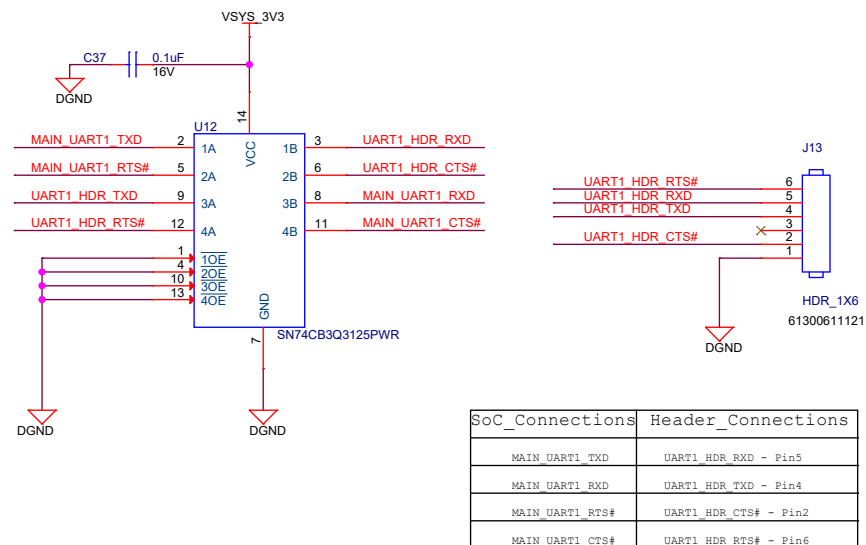 VSYS_3V3
C37 0.1uF
16V
DGND
U12
14
VCC
MAIN_UART1_TXD 2 1A 1B 3 UART1_HDR_RXD
MAIN_UART1_RTS# 5 2A 2B 6 UART1_HDR_CTS#
UART1_HDR_TXD 9 3A 3B 8 MAIN_UART1_RXD
UART1_HDR_RTS# 12 4A 4B 11 MAIN_UART1_CTS#
1 1OE
4 2OE
10 3OE
13 4OE
GND
7
SN74CB3Q3125PWR
DGND
DGND
J13
UART1_HDR_RTS# 6
UART1_HDR_RXD 5
UART1_HDR_TXD 4
3
UART1_HDR_CTS# 2
1
HDR_1X6
61300611121
DGND
SoC_Connections Header_Connections
MAIN_UART1_TXD UART1_HDR_RXD - Pin5
MAIN_UART1_RXD UART1_HDR_TXD - Pin4
MAIN_UART1_RTS# UART1_HDR_CTS# - Pin2
MAIN_UART1_CTS# UART1_HDR_RTS# - Pin6